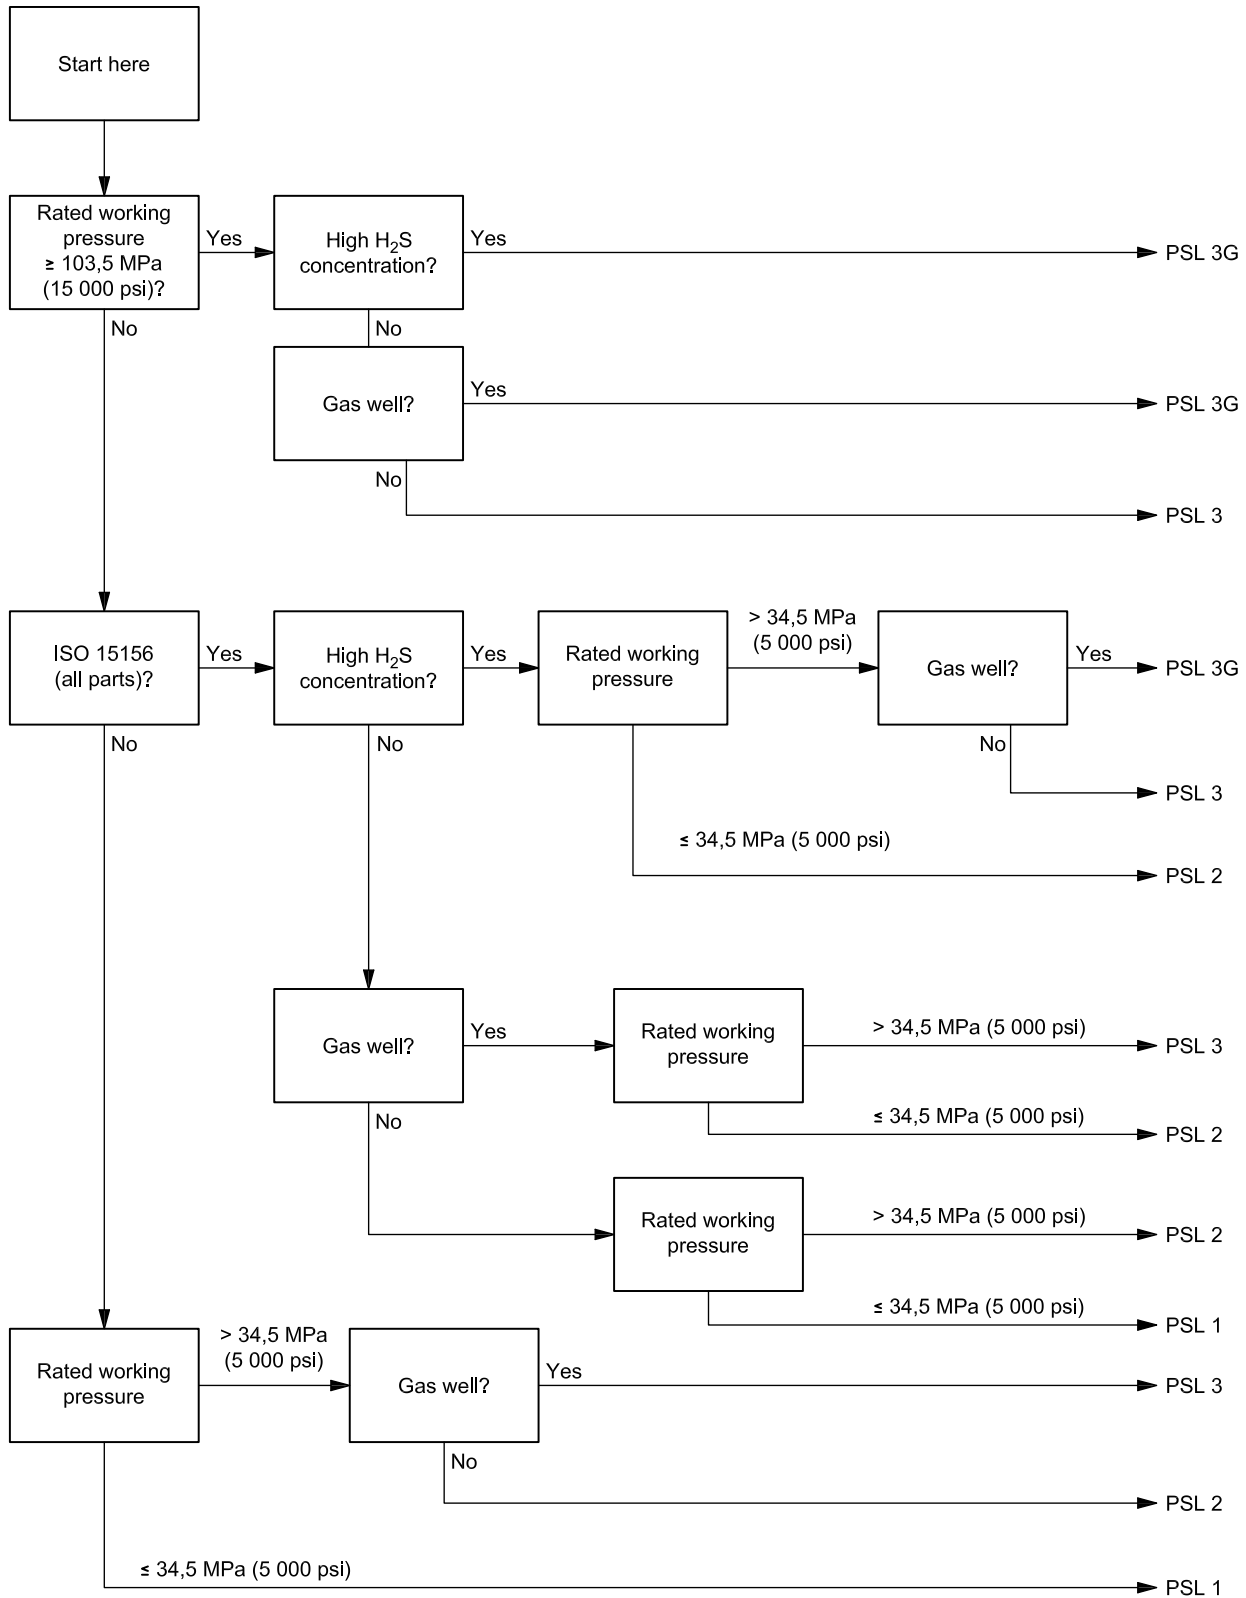 Start here
Rated working
pressure
≥ 103,5 MPa
(15 000 psi)?
Yes
High H₂S
concentration?
Yes
PSL 3G
No
No
Gas well?
Yes
PSL 3G
No
PSL 3
ISO 15156
(all parts)?
Yes
High H₂S
concentration?
Yes
Rated working
pressure
> 34,5 MPa
(5 000 psi)
Gas well?
Yes
PSL 3G
No
No
No
PSL 3
≤ 34,5 MPa (5 000 psi)
PSL 2
Gas well?
Yes
Rated working
pressure
> 34,5 MPa (5 000 psi)
PSL 3
No
≤ 34,5 MPa (5 000 psi)
PSL 2
Rated working
pressure
> 34,5 MPa (5 000 psi)
PSL 2
≤ 34,5 MPa (5 000 psi)
PSL 1
Rated working
pressure
> 34,5 MPa
(5 000 psi)
Gas well?
Yes
PSL 3
No
PSL 2
≤ 34,5 MPa (5 000 psi)
PSL 1